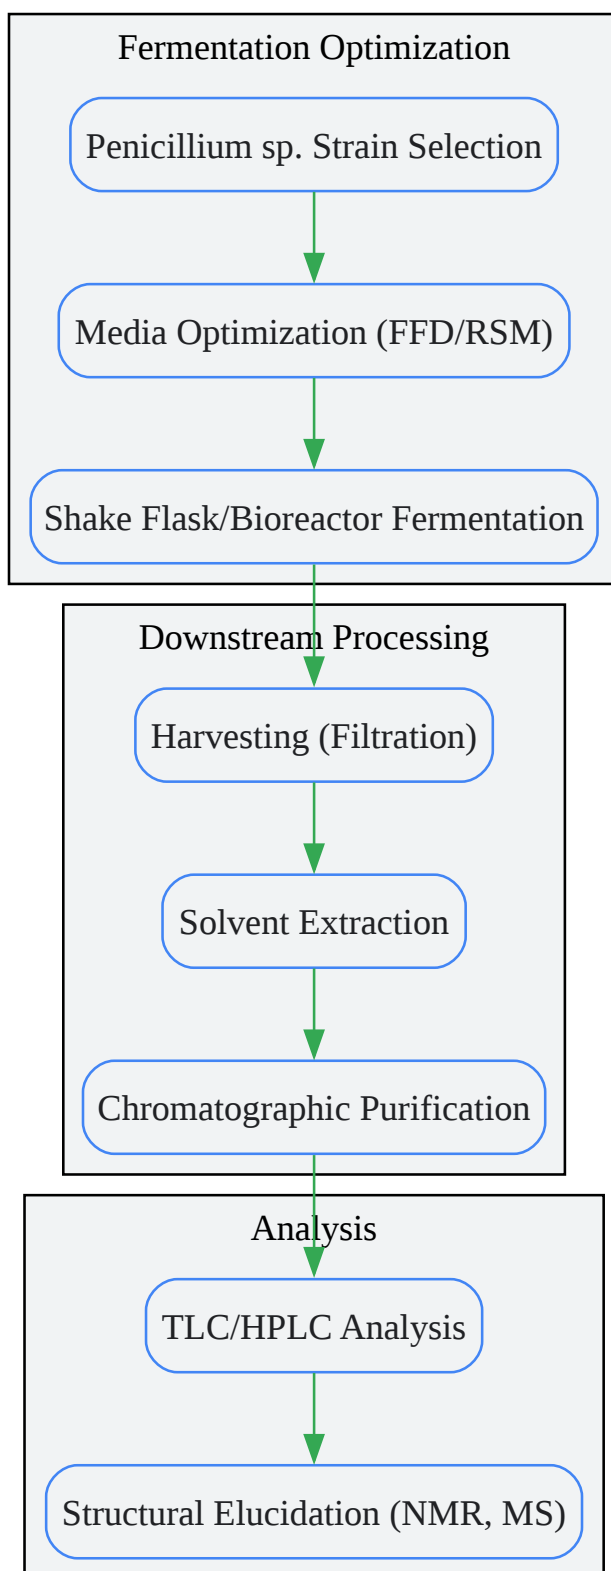 Fermentation Optimization
Penicillium sp. Strain Selection
Media Optimization (FFD/RSM)
Shake Flask/Bioreactor Fermentation
Downstream Processing
Harvesting (Filtration)
Solvent Extraction
Chromatographic Purification
Analysis
TLC/HPLC Analysis
Structural Elucidation (NMR, MS)